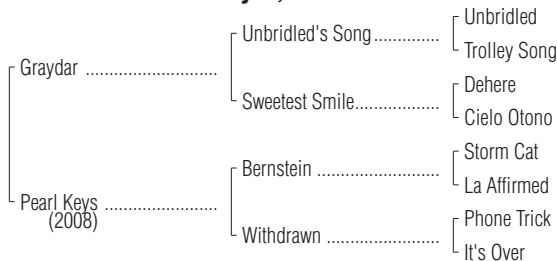 Unbridled
Unbridled's Song..............
Trolley Song
Graydar ............................
Dehere
Sweetest Smile.................
Cielo Otono
Storm Cat
Bernstein ........................
La Affirmed
Pearl Keys ........................
(2008)
Phone Trick
Withdrawn ......................
It's Over